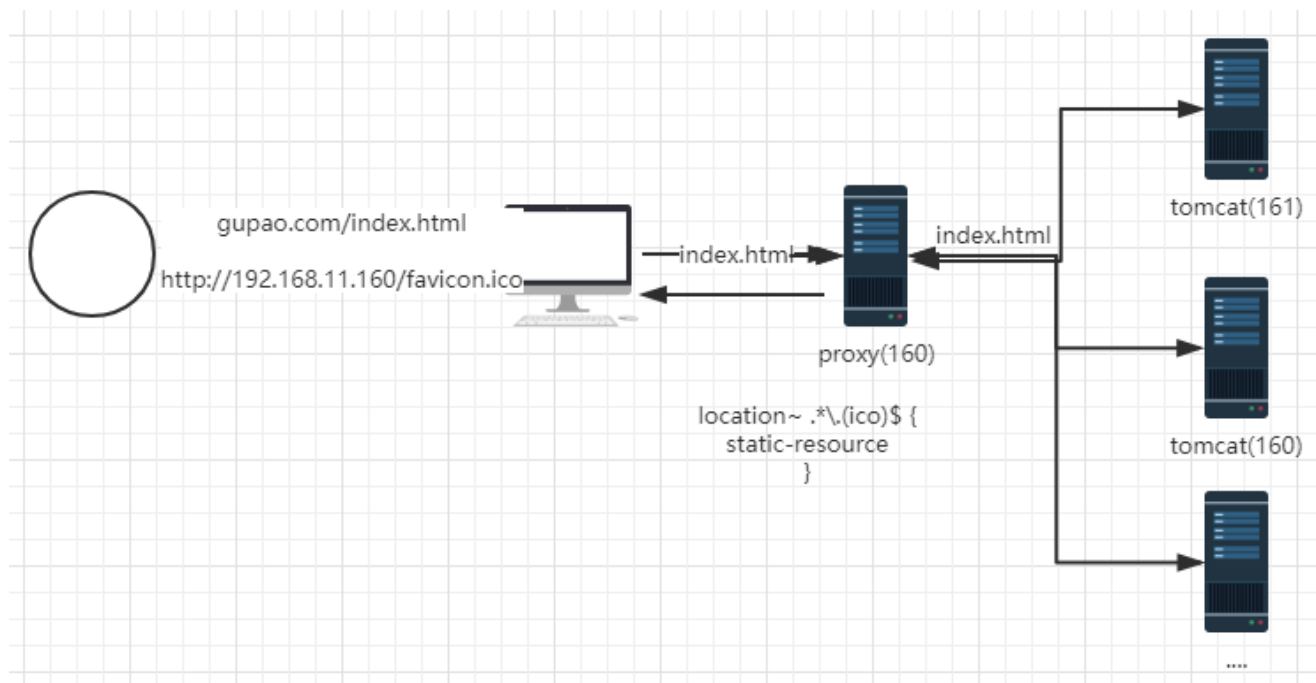 gupao.com/index.html
http://192.168.11.160/favicon.ico
index.html
index.html
proxy(160)
location~ .*\.(ico)$ {
static-resource
}
tomcat(161)
tomcat(160)
....